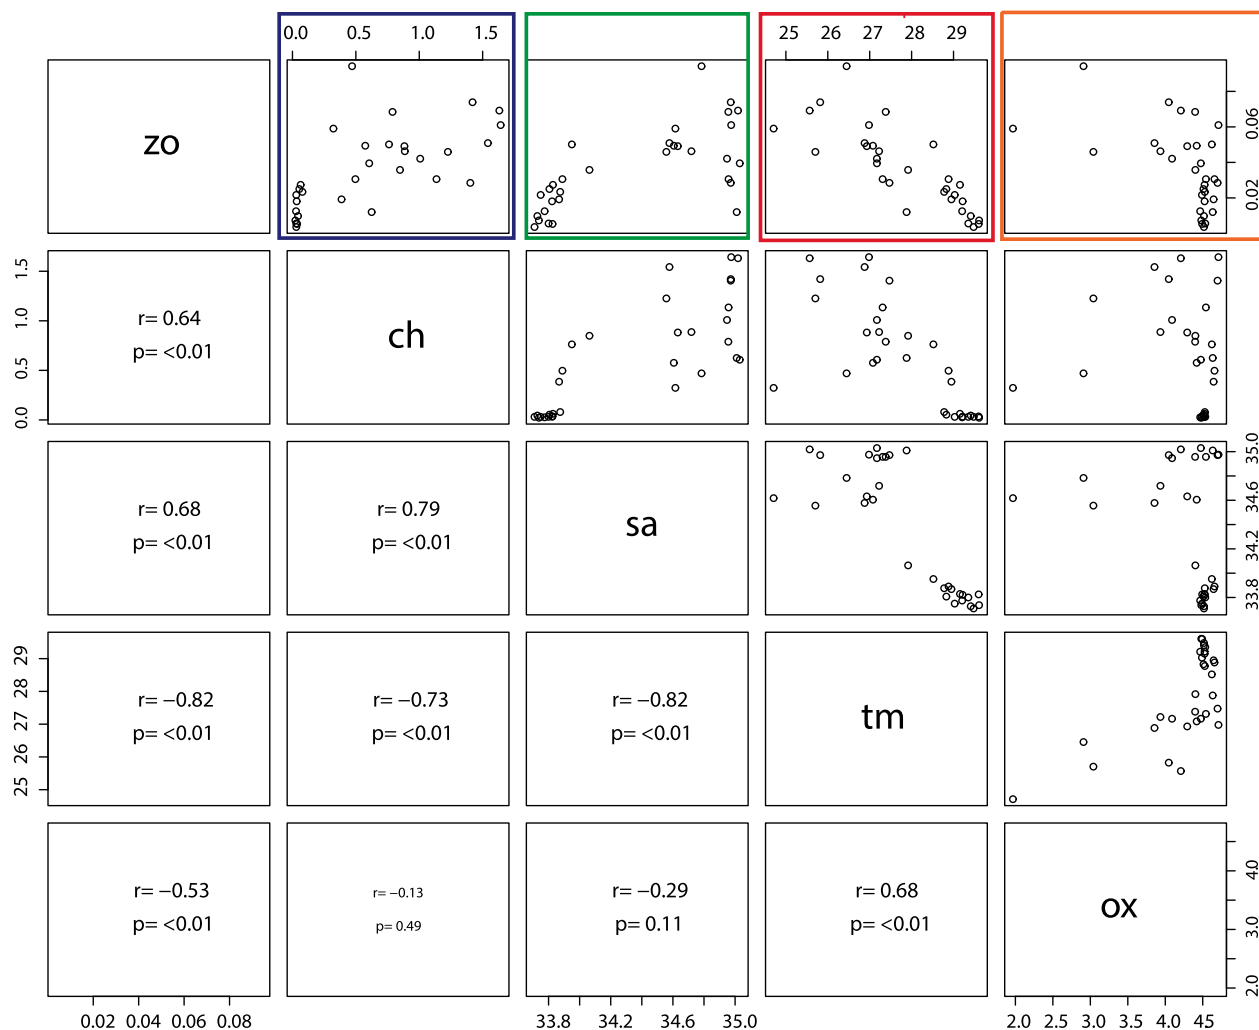 0.0 0.5 1.0 1.5 25 26 27 28 29
zo
0.02 0.06
0.0 0.5 1.0 1.5
r= 0.64
p= <0.01
ch
r= 0.68
p= <0.01
r= 0.79
p= <0.01
sa
33.8 34.2 34.6 35.0
25 26 27 28 29
r= −0.82
p= <0.01
r= −0.73
p= <0.01
r= −0.82
p= <0.01
tm
r= −0.53
p= <0.01
r= −0.13
p= 0.49
r= −0.29
p= 0.11
r= 0.68
p= <0.01
ox
2.0 3.0 4.0
0.02 0.04 0.06 0.08 33.8 34.2 34.6 35.0 2.0 2.5 3.0 3.5 4.0 45